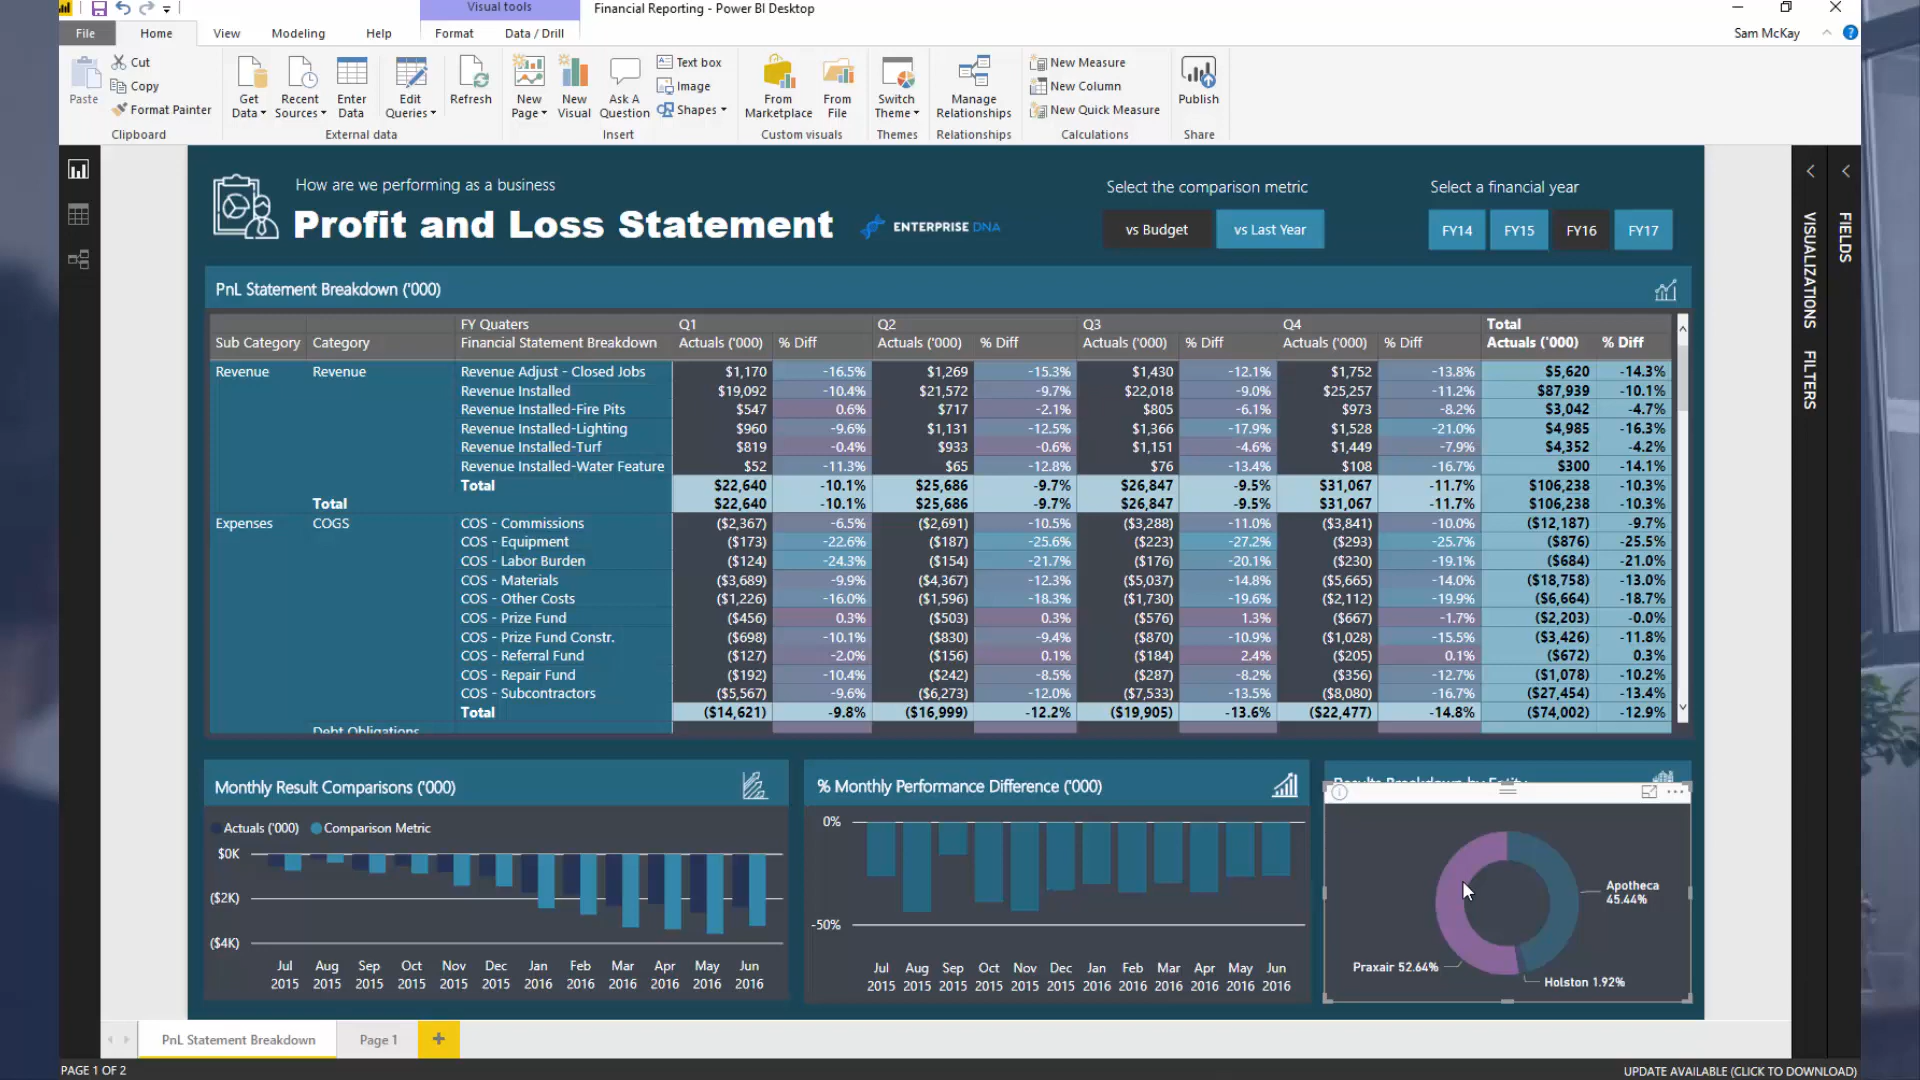 Visual tools
Financial Reporting - Power BI Desktop
File Home View Modeling Help Format Data / Drill Sam McKay
Paste Cut Copy Format Painter
Get Data Recent Sources Enter Data Edit Queries Refresh
New Page New Visual Ask A Question Text box Image Shapes
From Marketplace From File Switch Theme Manage Relationships
New Measure New Column New Quick Measure Publish
Clipboard External data Insert Custom visuals Themes Relationships Calculations Share
How are we performing as a business
Profit and Loss Statement
ENTERPRISE DNA
Select the comparison metric
vs Budget vs Last Year
Select a financial year
FY14 FY15 FY16 FY17
VISUALIZATIONS
FILTERS
FIELDS
PnL Statement Breakdown ('000)
FY Quaters Q1 Q2 Q3 Q4 Total
Sub Category Category Financial Statement Breakdown Actuals ('000) % Diff Actuals ('000) % Diff Actuals ('000) % Diff Actuals ('000) % Diff Actuals ('000) % Diff
Revenue Revenue Revenue Adjust - Closed Jobs $1,170 -16.5% $1,269 -15.3% $1,430 -12.1% $1,752 -13.8% $5,620 -14.3%
Revenue Installed $19,092 -10.4% $21,572 -9.7% $22,018 -9.0% $25,257 -11.2% $87,939 -10.1%
Revenue Installed-Fire Pits $547 0.6% $717 -2.1% $805 -6.1% $973 -8.2% $3,042 -4.7%
Revenue Installed-Lighting $960 -9.6% $1,131 -12.5% $1,366 -17.9% $1,528 -21.0% $4,985 -16.3%
Revenue Installed-Turf $819 -0.4% $933 -0.6% $1,151 -4.6% $1,449 -7.9% $4,352 -4.2%
Revenue Installed-Water Feature $52 -11.3% $65 -12.8% $76 -13.4% $108 -16.7% $300 -14.1%
Total $22,640 -10.1% $25,686 -9.7% $26,847 -9.5% $31,067 -11.7% $106,238 -10.3%
Total $22,640 -10.1% $25,686 -9.7% $26,847 -9.5% $31,067 -11.7% $106,238 -10.3%
Expenses COGS COS - Commissions ($2,367) -6.5% ($2,691) -10.5% ($3,288) -11.0% ($3,841) -10.0% ($12,187) -9.7%
COS - Equipment ($173) -22.6% ($187) -25.6% ($223) -27.2% ($293) -25.7% ($876) -25.5%
COS - Labor Burden ($124) -24.3% ($154) -21.7% ($176) -20.1% ($230) -19.1% ($684) -21.0%
COS - Materials ($3,689) -9.9% ($4,367) -12.3% ($5,037) -14.8% ($5,665) -14.0% ($18,758) -13.0%
COS - Other Costs ($1,226) -16.0% ($1,596) -18.3% ($1,730) -19.6% ($2,112) -19.9% ($6,664) -18.7%
COS - Prize Fund ($456) 0.3% ($503) 0.3% ($576) 1.3% ($667) -1.7% ($2,203) -0.0%
COS - Prize Fund Constr. ($698) -10.1% ($830) -9.4% ($870) -10.9% ($1,028) -15.5% ($3,426) -11.8%
COS - Referral Fund ($127) -2.0% ($156) 0.1% ($184) 2.4% ($205) 0.1% ($672) 0.3%
COS - Repair Fund ($192) -10.4% ($242) -8.5% ($287) -8.2% ($356) -12.7% ($1,078) -10.2%
COS - Subcontractors ($5,567) -9.6% ($6,273) -12.0% ($7,533) -13.5% ($8,080) -16.7% ($27,454) -13.4%
Total ($14,621) -9.8% ($16,999) -12.2% ($19,905) -13.6% ($22,477) -14.8% ($74,002) -12.9%
Debt Obligations
Monthly Result Comparisons ('000)
Actuals ('000) Comparison Metric
$0K
($2K)
($4K)
Jul Aug Sep Oct Nov Dec Jan Feb Mar Apr May Jun
2015 2015 2015 2015 2015 2015 2016 2016 2016 2016 2016 2016
% Monthly Performance Difference ('000)
0%
-50%
Jul Aug Sep Oct Nov Dec Jan Feb Mar Apr May Jun
2015 2015 2015 2015 2015 2015 2016 2016 2016 2016 2016 2016
Results Breakdown by Entity
Apotheca
45.44%
Praxair 52.64%
Holston 1.92%
PnL Statement Breakdown Page 1
PAGE 1 OF 2
UPDATE AVAILABLE (CLICK TO DOWNLOAD)